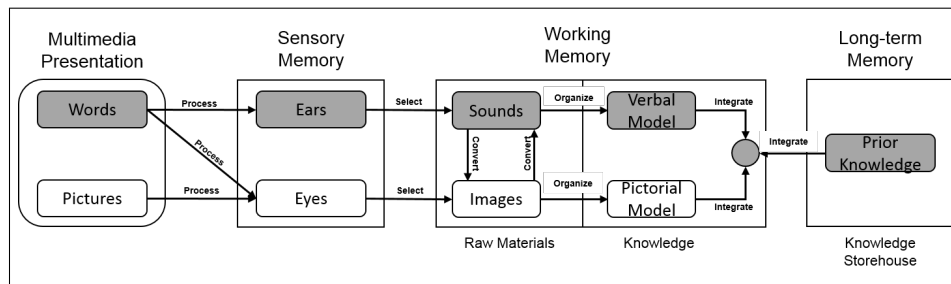 Multimedia
Presentation
Sensory
Memory
Working
Memory
Long-term
Memory
Words
Process
Ears
Select
Sounds
Organize
Verbal
Model
Integrate
Process
Convert
Convert
Integrate
Prior
Knowledge
Pictures
Process
Eyes
Select
Images
Organize
Pictorial
Model
Integrate
Raw Materials
Knowledge
Knowledge
Storehouse